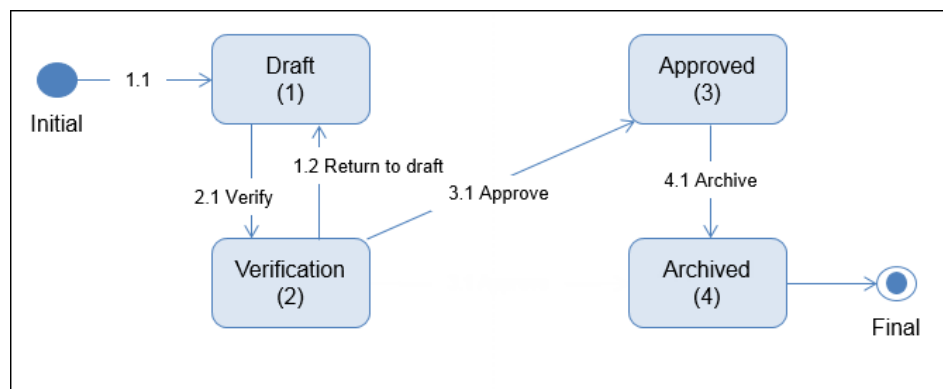 Draft
(1)
Approved
(3)
1.1
Initial
1.2 Return to draft
2.1 Verify
3.1 Approve
4.1 Archive
Verification
(2)
Archived
(4)
Final